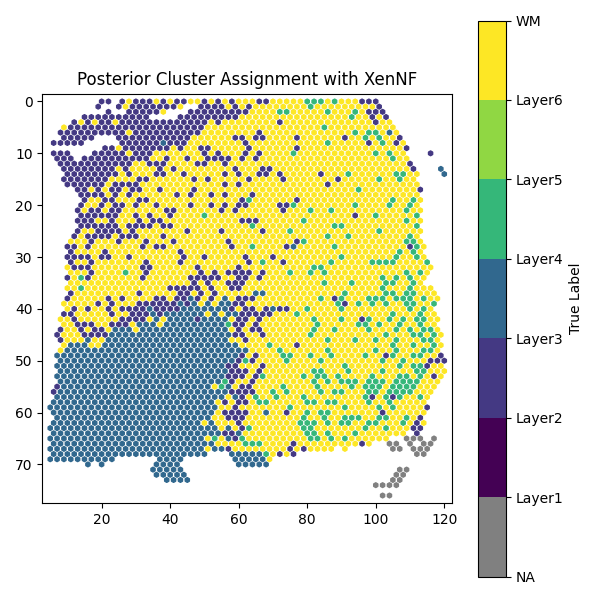 Posterior Cluster Assignment with XenNF
0
10
20
30
40
50
60
70
20
40
60
80
100
120
WM
Layer6
Layer5
Layer4
Layer3
Layer2
Layer1
NA
True Label